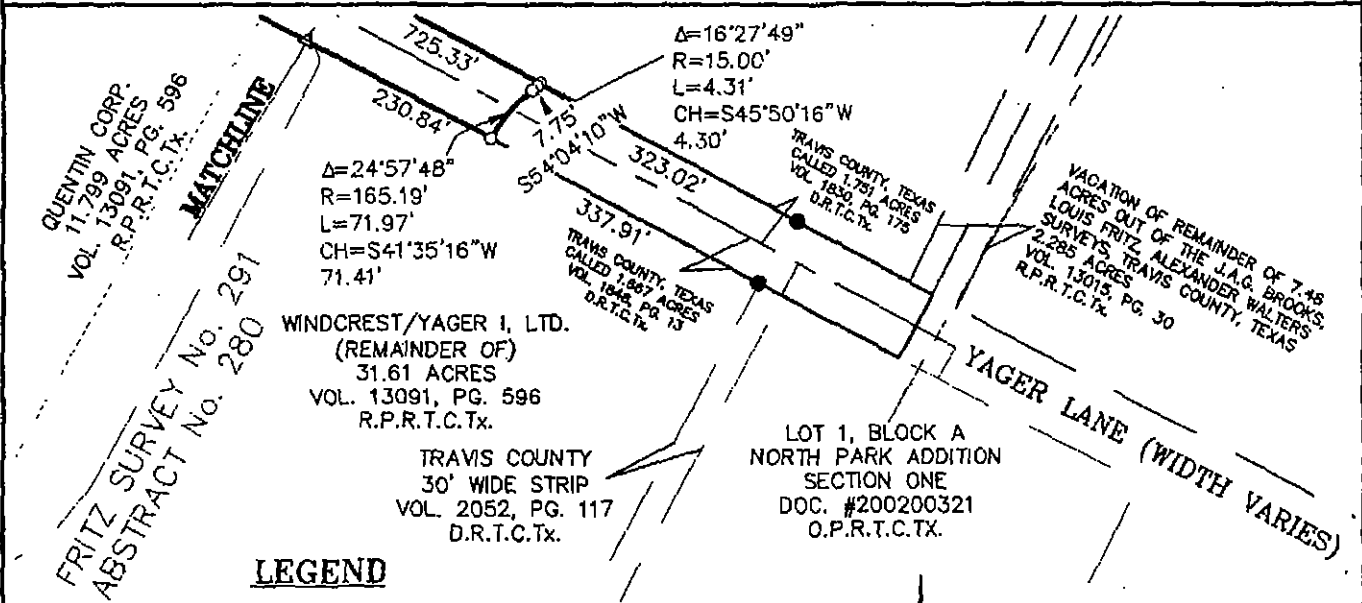 725.33'
230.84'
QUENTIN CORP.
11.799 ACRES
VOL. 13091, PG. 596
R.P.R.T.C.Tx.
MATCHLINE
Δ=24°57'48"
R=165.19'
L=71.97'
CH=S41°35'16"W
71.41'
7.75'
S54°04'10"W
Δ=16°27'49"
R=15.00'
L=4.31'
CH=S45°50'16"W
4.30'
323.02'
337.91'
TRAVIS COUNTY, TEXAS
CALLED 1.751 ACRES
VOL. 1830, PG. 175
D.R.T.C.Tx.
TRAVIS COUNTY, TEXAS
CALLED 1.667 ACRES
VOL. 1848, PG. 13
D.R.T.C.Tx.
VACATION OF REMAINDER OF 7.48
ACRES OUT OF THE J.A.G. BROOKS,
LOUIS FRITZ, ALEXANDER WALTERS
SURVEYS, TRAVIS COUNTY, TEXAS
2.285 ACRES
VOL. 13015, PG. 30
R.P.R.T.C.Tx.
FRITZ SURVEY No. 291
ABSTRACT No. 280
WINDCREST/YAGER I, LTD.
(REMAINDER OF)
31.61 ACRES
VOL. 13091, PG. 596
R.P.R.T.C.Tx.
TRAVIS COUNTY
30' WIDE STRIP
VOL. 2052, PG. 117
D.R.T.C.Tx.
LOT 1, BLOCK A
NORTH PARK ADDITION
SECTION ONE
DOC. #200200321
O.P.R.T.C.TX.
YAGER LANE (WIDTH VARIES)
LEGEND